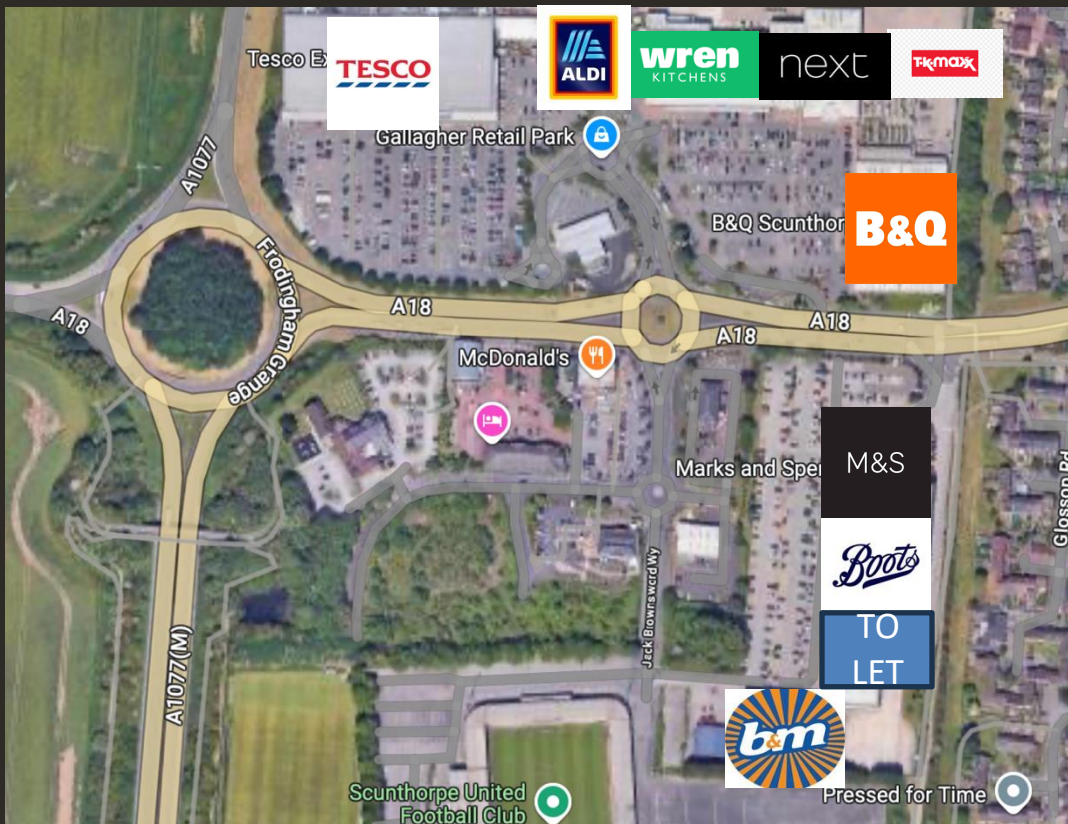 Tesco Ex
TESCO
ALDI
wren
KITCHENS
next
TK-maxx
Gallagher Retail Park
A1077
B&Q Scunthor
B&Q
Frodingham Grange
A18
A18
A18
A18
McDonald's
Marks and Spe
M&S
Boots
Glosson Rd
Jack Brownsword Wy
TO
LET
A1077(M)
b&m
Scunthorpe United
Football Club
Pressed for Time